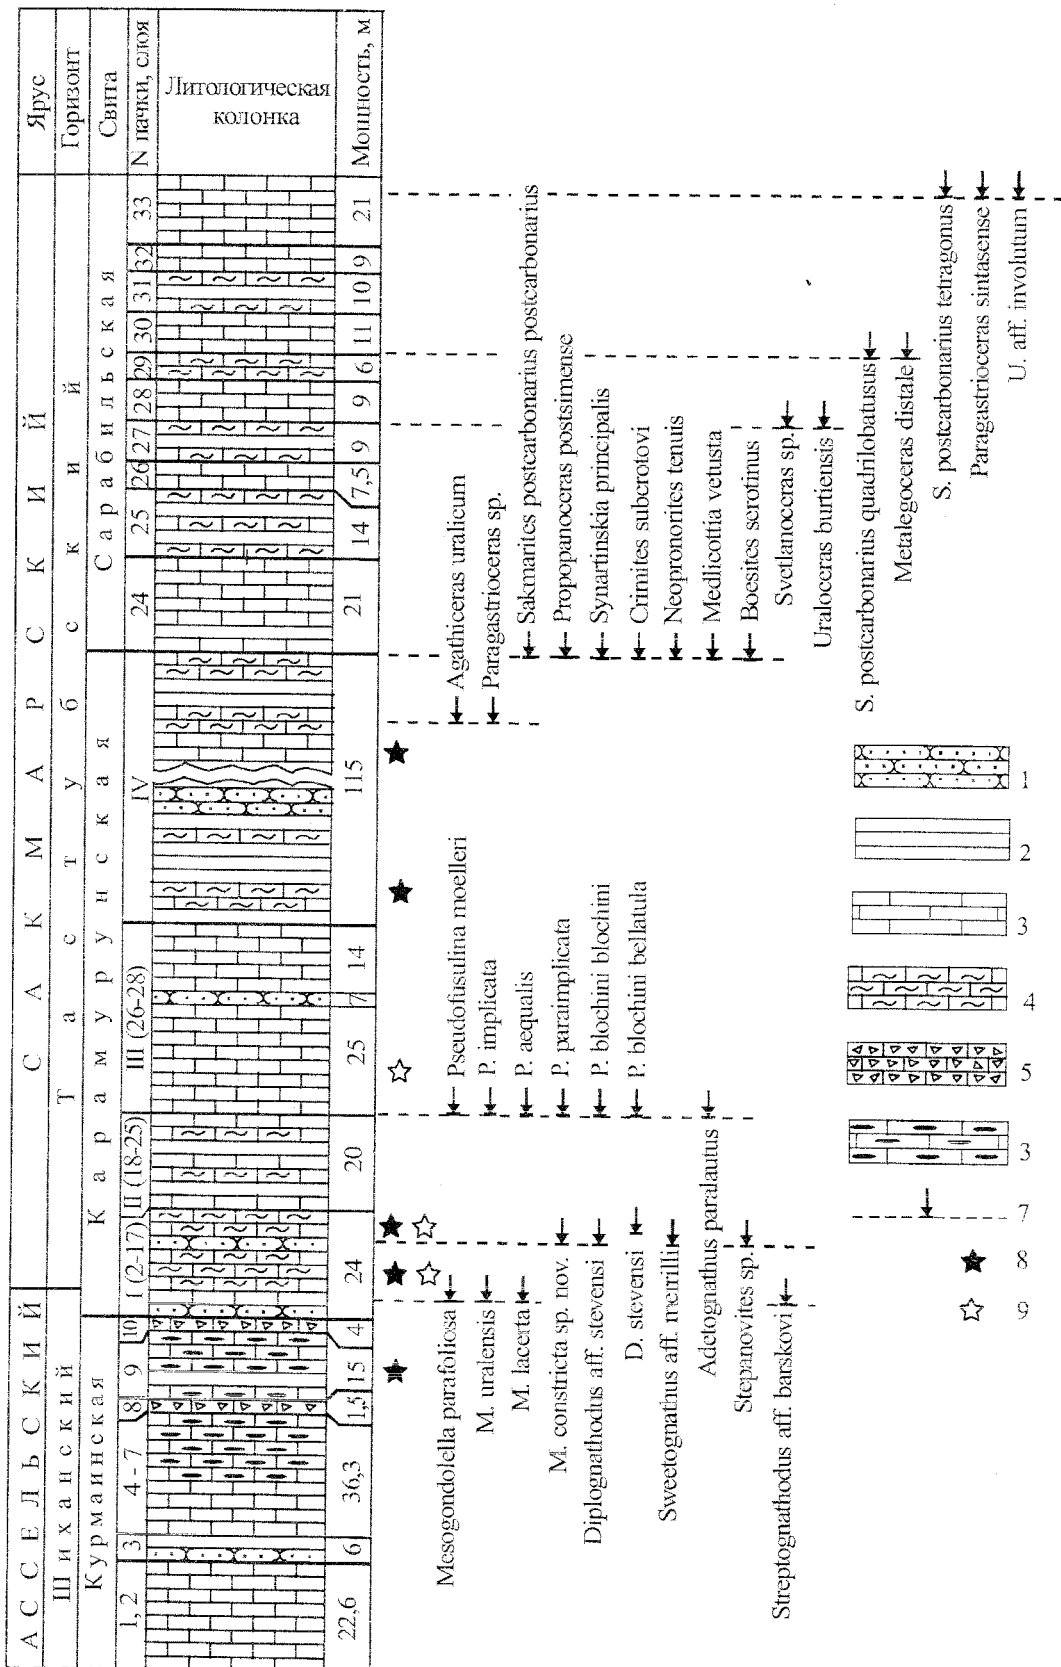 Ярус
Горизонт
Свита
N пачки, слоя
Литологическая
колонка
Мощность, м
САКМАРСКИЙ
АССЕЛЬСКИЙ
Тастубский
Шиханский
Сарабильская
Карамурунская
Курмаинская
33
32
31
30
29
28
27
26
25
24
IV
III (26-28)
II (18-25)
I (2-17)
10
9
8
4 - 7
3
1, 2
21
9
10
11
6
9
9
7,5
14
21
115
14
7
25
20
24
4
15
1,5
36,3
6
22,6
Agathiceras uralicum
Paragastrioceras sp.
Sakmarites postcarbonarius postcarbonarius
Propopanoceras postsimense
Synartinskia principalis
Crimites subcrotovi
Neopronorites tenuis
Medlicottia vetusta
Boesites serotinus
Svetlanoceras sp.
Uraloceras burtiensis
S. postcarbonarius quadrilobatusus
Metalegoceras distale
S. postcarbonarius tetragonus
Paragastrioceras sintasense
U. aff. involutum
Pseudofusulina moelleri
P. implicata
P. aequalis
P. paraimplicata
P. blochini blochini
P. blochini bellatula
Mesogondolella parafoliosa
M. uralensis
M. lacerta
M. constricta sp. nov.
Diplognathodus aff. stevensi
D. stevensi
Sweetognathus aff. merrilli
Adetognathus paralautus
Stepanovites sp.
Streptognathodus aff. barskovi
1
2
3
4
5
3
7
8
9